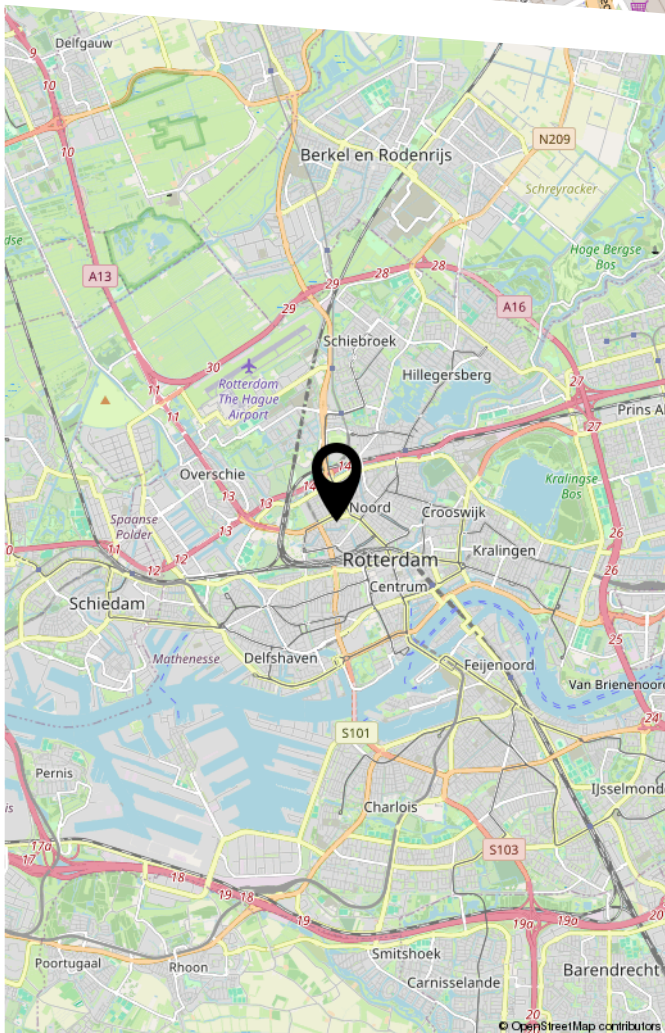 Delfgauw
9
10
10
Berkel en Rodenrijs
N209
Schreyracker
Hoge Bergse
Bos
A13
28
28
29
29
A16
Schiebroek
30
Rotterdam
The Hague
Airport
Hillegersberg
11
11
27
27
Prins Al
Overschie
14
14
13
13
13
Kralingse
Bos
Noord
Crooswijk
Spaanse
Polder
11
12
12
26
26
Kralingen
Rotterdam
Centrum
Schiedam
25
Mathenesse
Delfshaven
Feijenoord
Van Brienenoord
24
S101
Pernis
IJsselmonde
Charlois
17a
17
S103
18
19
18
19
19a
19a
20
Poortugaal
Rhoon
Smitshoek
Carnisselande
Barendrecht
20
© OpenStreetMap contributors